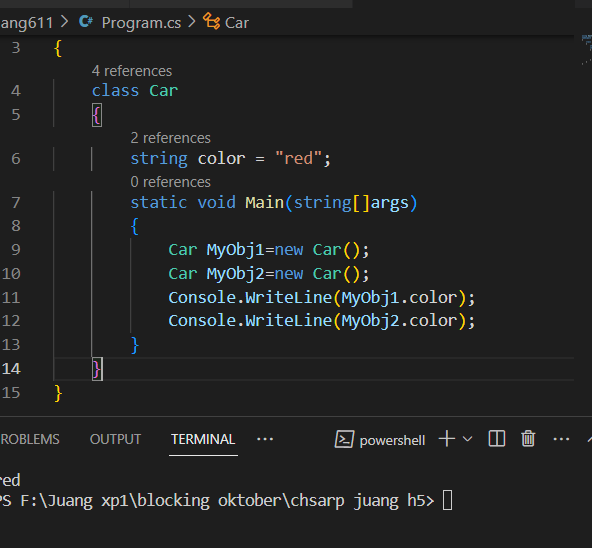 ang611 > Program.cs > Car
3 {
4 references
4 class Car
5 {
2 references
6 string color = "red";
0 references
7 static void Main(string[]args)
8 {
9 Car MyObj1=new Car();
10 Car MyObj2=new Car();
11 Console.WriteLine(MyObj1.color);
12 Console.WriteLine(MyObj2.color);
13 }
14 }
15 }
ROBLEMS OUTPUT TERMINAL ··· powershell + ···
red
PS F:\Juang xp1\blocking oktober\chsarp juang h5>